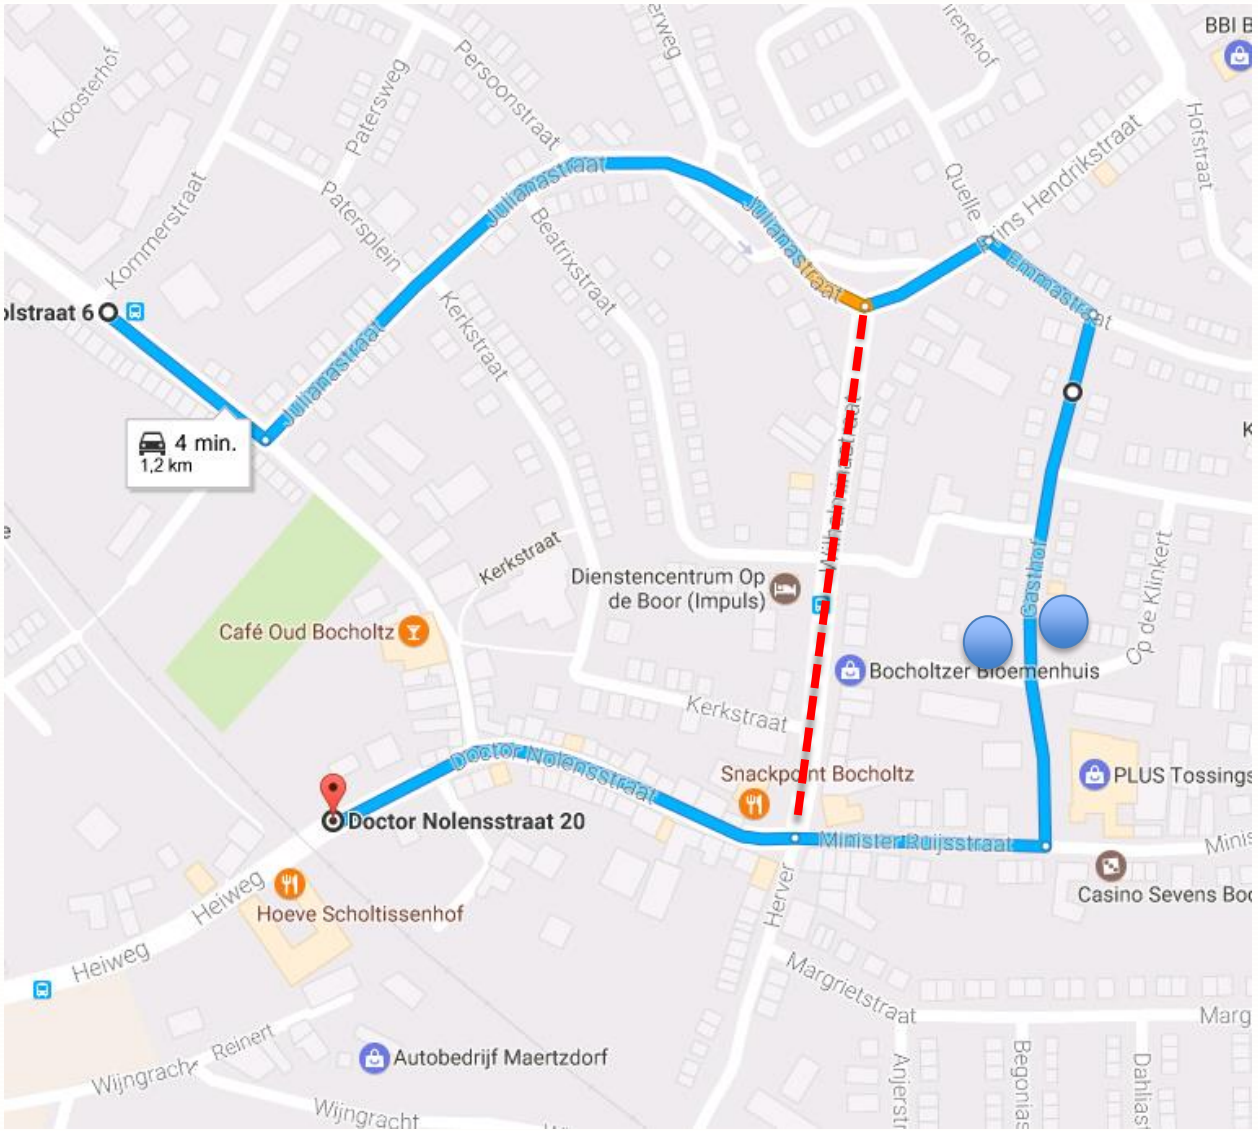 BBI B
Kloosterhof
Patersweg
Persoonstraat
erweg
renehof
Hofstraat
Kommerstraat
Patersplein
Julianastraat
Beatrixstraat
Julianastraat
Quelle
Prins Hendrikstraat
Emmastraat
olstraat 6
Julianastraat
Kerkstraat
4 min.
1,2 km
K
Wilhelminastraat
e
Kerkstraat
Dienstencentrum Op
de Boor (Impuls)
Gasthof
Op de Klinkert
Café Oud Bocholtz
Bocholtzer Bloemenhuis
Kerkstraat
Doctor Nolensstraat
Snackpoint Bocholtz
PLUS Tossings
Doctor Nolensstraat 20
Minister Ruijsstraat
Minis
Casino Sevens Boc
Heiweg
Hoeve Scholtissenhof
Herver
Heiweg
Margrietstraat
Marg
Reinert
Autobedrijf Maertzdorf
Wijngracht
Wijngracht
Anjerstr
Begonias
Dahliast